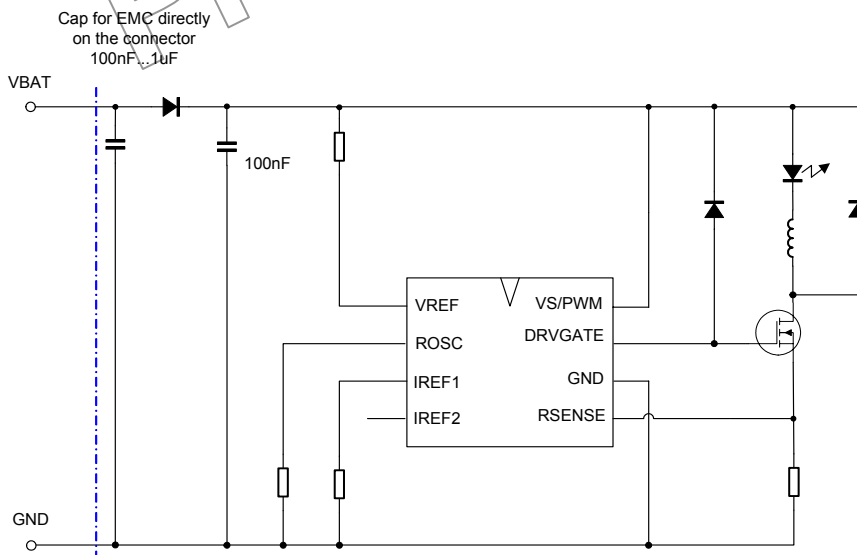 Cap for EMC directly
on the connector
100nF...1uF
VBAT
100nF
VREF
VS/PWM
ROSC
DRVGATE
IREF1
GND
IREF2
RSENSE
GND